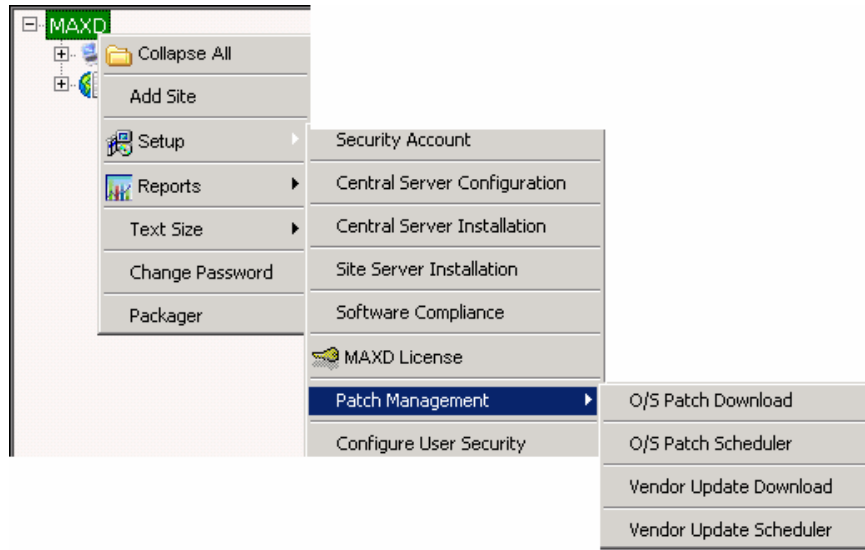 MAXD
Collapse All
Add Site
Setup
Reports
Text Size
Change Password
Packager
Security Account
Central Server Configuration
Central Server Installation
Site Server Installation
Software Compliance
MAXD License
Patch Management
Configure User Security
O/S Patch Download
O/S Patch Scheduler
Vendor Update Download
Vendor Update Scheduler